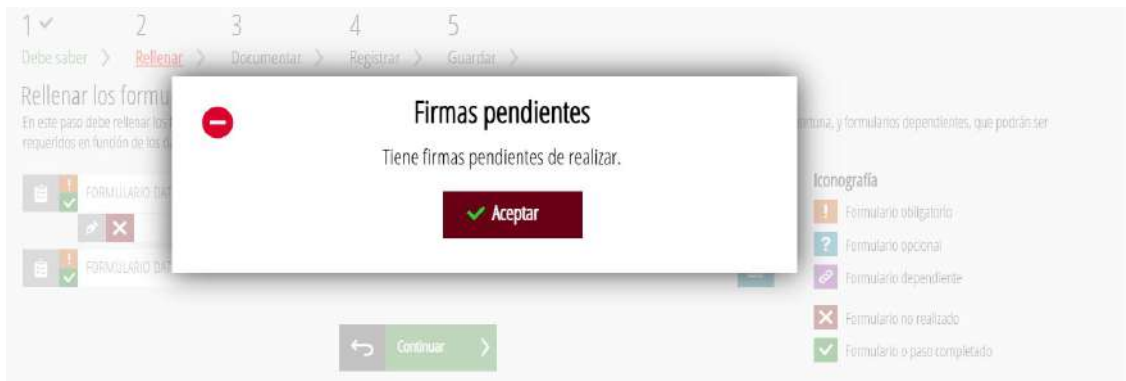 1 2 3 4 5
Debe saber Rellenar Documentar Registrar Guardar
Rellenar los formu
En este paso debe rellenar los
requeridos en función de los da
ortuna, y formularios dependientes, que podrán ser
Firmas pendientes
Tiene firmas pendientes de realizar.
Aceptar
FORMULARIO DAT
FORMULARIO DAT
Continuar
Iconografía
! Formulario obligatorio
? Formulario opcional
Formulario dependiente
Formulario no realizado
Formulario o paso completado